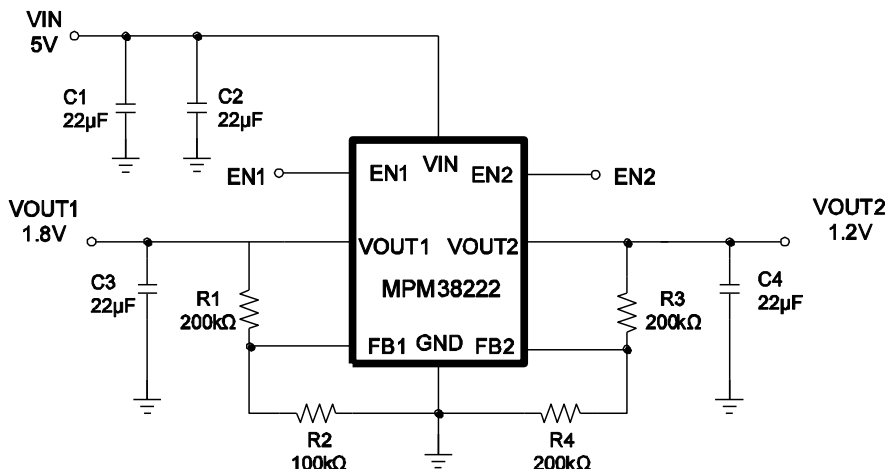 VIN
5V
C1
22µF
C2
22µF
EN1
EN1
VIN
EN2
EN2
VOUT1
1.8V
VOUT1
VOUT2
VOUT2
1.2V
MPM38222
C3
22µF
R1
200kΩ
R3
200kΩ
C4
22µF
FB1
GND
FB2
R2
100kΩ
R4
200kΩ